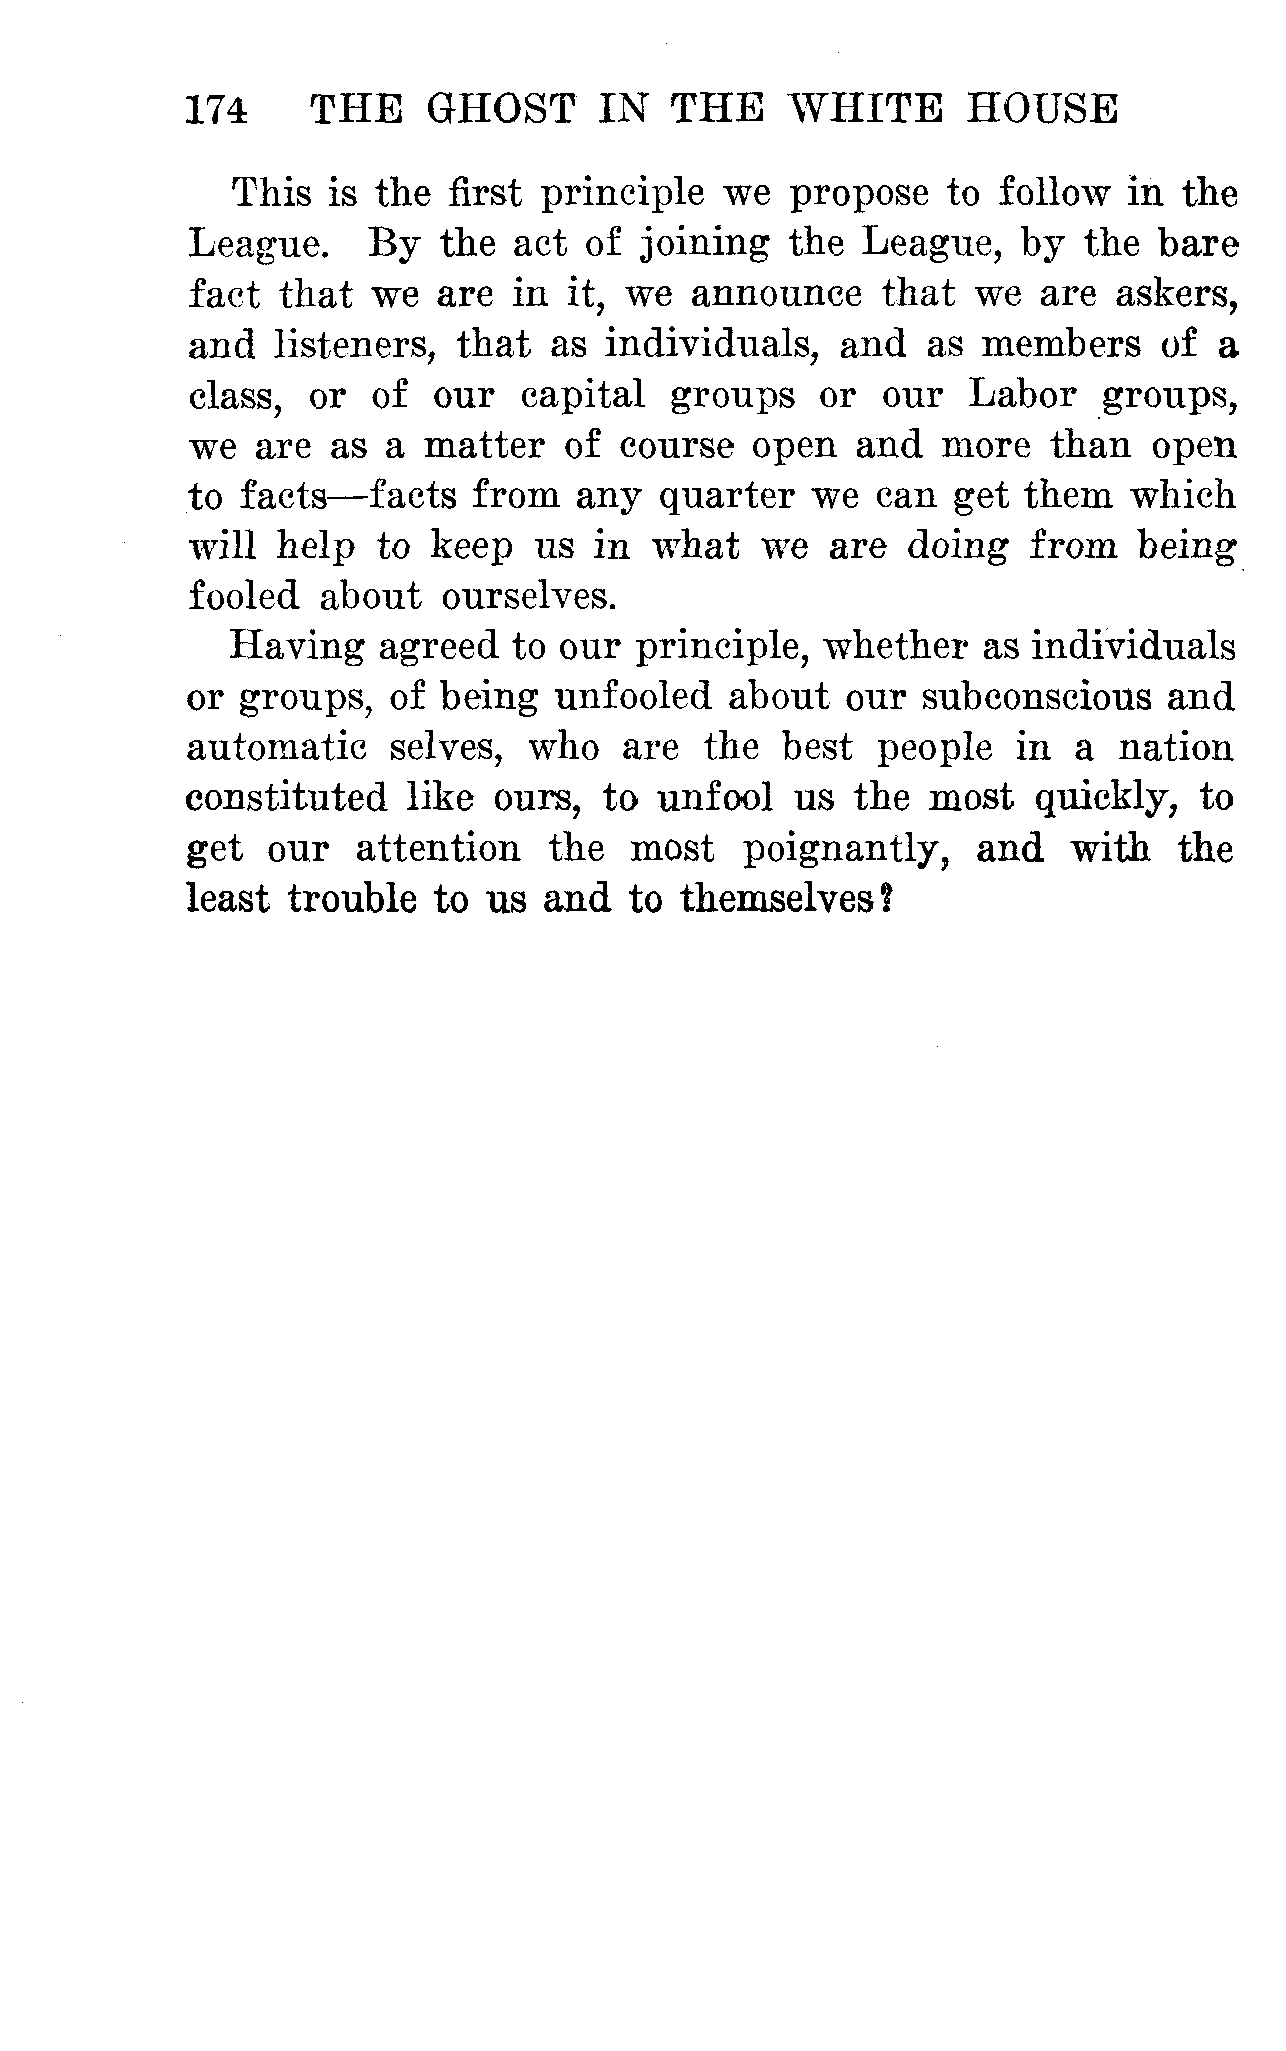 174 THE GHOST IN THE WHITE HOUSE
This is the first principle we propose to follow in the
League. By the act of joining the League, by the bare
fact that we are in it, we announce that we are askers,
and listeners, that as individuals, and as members of a
class, or of our capital groups or our Labor groups,
we are as a matter of course open and more than open
to facts—facts from any quarter we can get them which
will help to keep us in what we are doing from being
fooled about ourselves.
Having agreed to our principle, whether as individuals
or groups, of being unfooled about our subconscious and
automatic selves, who are the best people in a nation
constituted like ours, to unfool us the most quickly, to
get our attention the most poignantly, and with the
least trouble to us and to themselves?